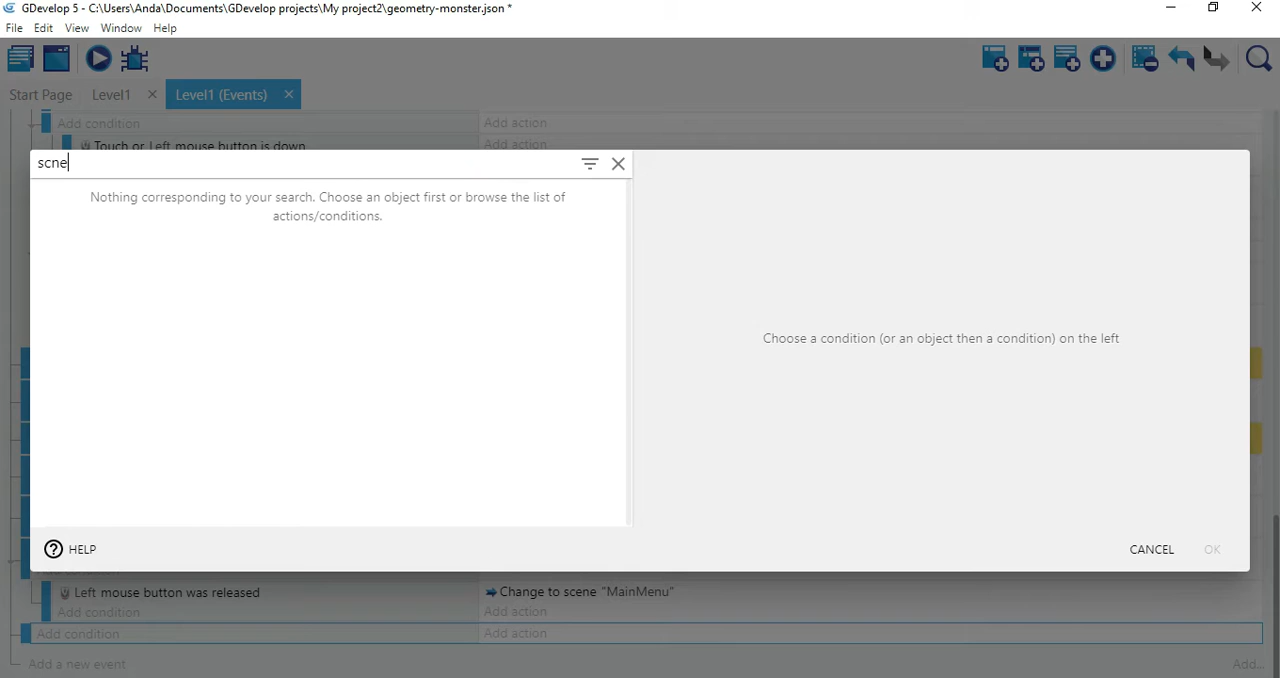 GDevelop 5 - C:\Users\Anda\Documents\GDevelop projects\My project2\geometry-monster.json *
File Edit View Window Help
Start Page Level1 Level1 (Events)
Add condition Add action
Touch or Left mouse button is down Add action
scne
Nothing corresponding to your search. Choose an object first or browse the list of
actions/conditions.
Choose a condition (or an object then a condition) on the left
HELP CANCEL OK
Left mouse button was released Change to scene "MainMenu"
Add condition Add action
Add condition Add action
Add a new event Add...